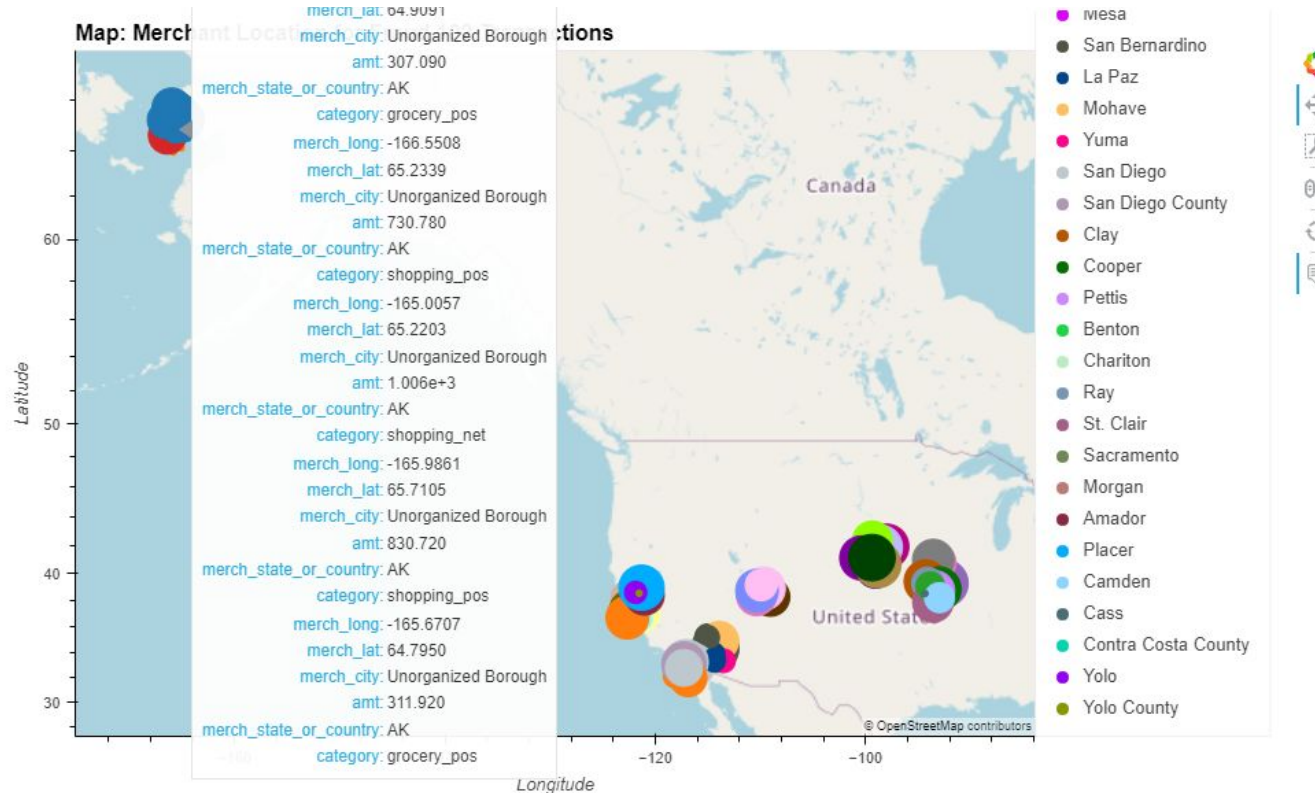 Map: Merchant Locat
ctions
merch_lat: 64.9091
merch_city: Unorganized Borough
amt: 307.090
merch_state_or_country: AK
category: grocery_pos
merch_long: -166.5508
merch_lat: 65.2339
merch_city: Unorganized Borough
amt: 730.780
merch_state_or_country: AK
category: shopping_pos
merch_long: -165.0057
merch_lat: 65.2203
merch_city: Unorganized Borough
amt: 1.006e+3
merch_state_or_country: AK
category: shopping_net
merch_long: -165.9861
merch_lat: 65.7105
merch_city: Unorganized Borough
amt: 830.720
merch_state_or_country: AK
category: shopping_pos
merch_long: -165.6707
merch_lat: 64.7950
merch_city: Unorganized Borough
amt: 311.920
merch_state_or_country: AK
category: grocery_pos
Latitude
60
50
40
30
Canada
United Stat
© OpenStreetMap contributors
−160
−120
−100
Longitude
Mesa
San Bernardino
La Paz
Mohave
Yuma
San Diego
San Diego County
Clay
Cooper
Pettis
Benton
Chariton
Ray
St. Clair
Sacramento
Morgan
Amador
Placer
Camden
Cass
Contra Costa County
Yolo
Yolo County